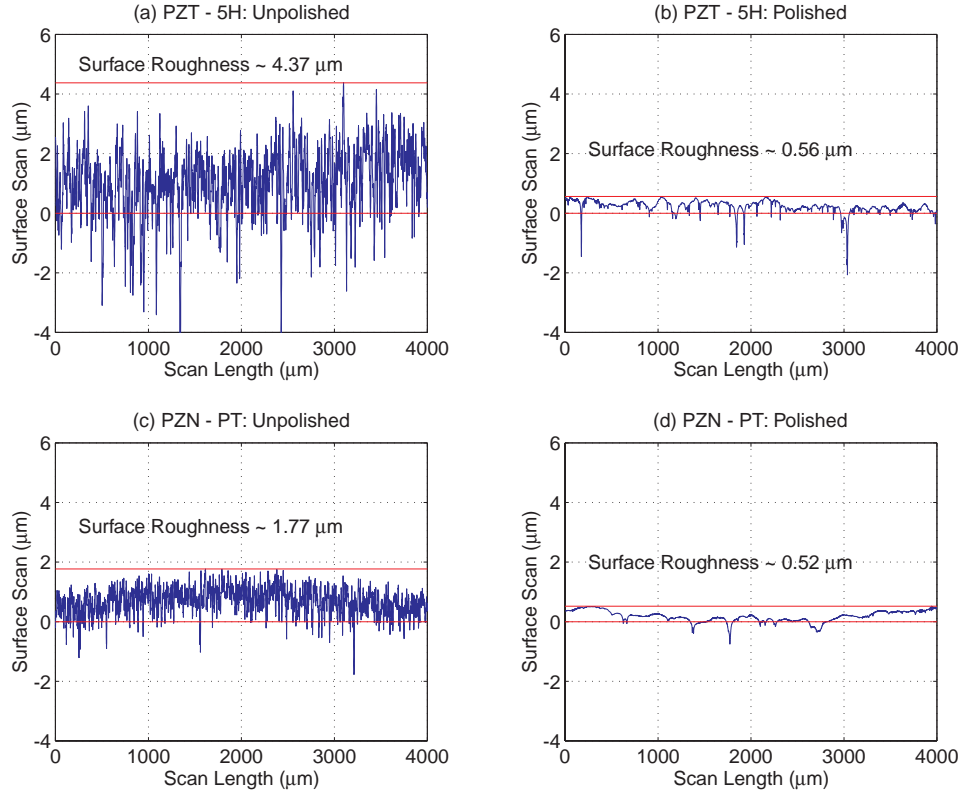 (a) PZT - 5H: Unpolished
6
4
2
0
-2
-4
Surface Scan (μm)
Surface Roughness ~ 4.37 μm
0 1000 2000 3000 4000
Scan Length (μm)
(b) PZT - 5H: Polished
6
4
2
0
-2
-4
Surface Scan (μm)
Surface Roughness ~ 0.56 μm
0 1000 2000 3000 4000
Scan Length (μm)
(c) PZN - PT: Unpolished
6
4
2
0
-2
-4
Surface Scan (μm)
Surface Roughness ~ 1.77 μm
0 1000 2000 3000 4000
Scan Length (μm)
(d) PZN - PT: Polished
6
4
2
0
-2
-4
Surface Scan (μm)
Surface Roughness ~ 0.52 μm
0 1000 2000 3000 4000
Scan Length (μm)